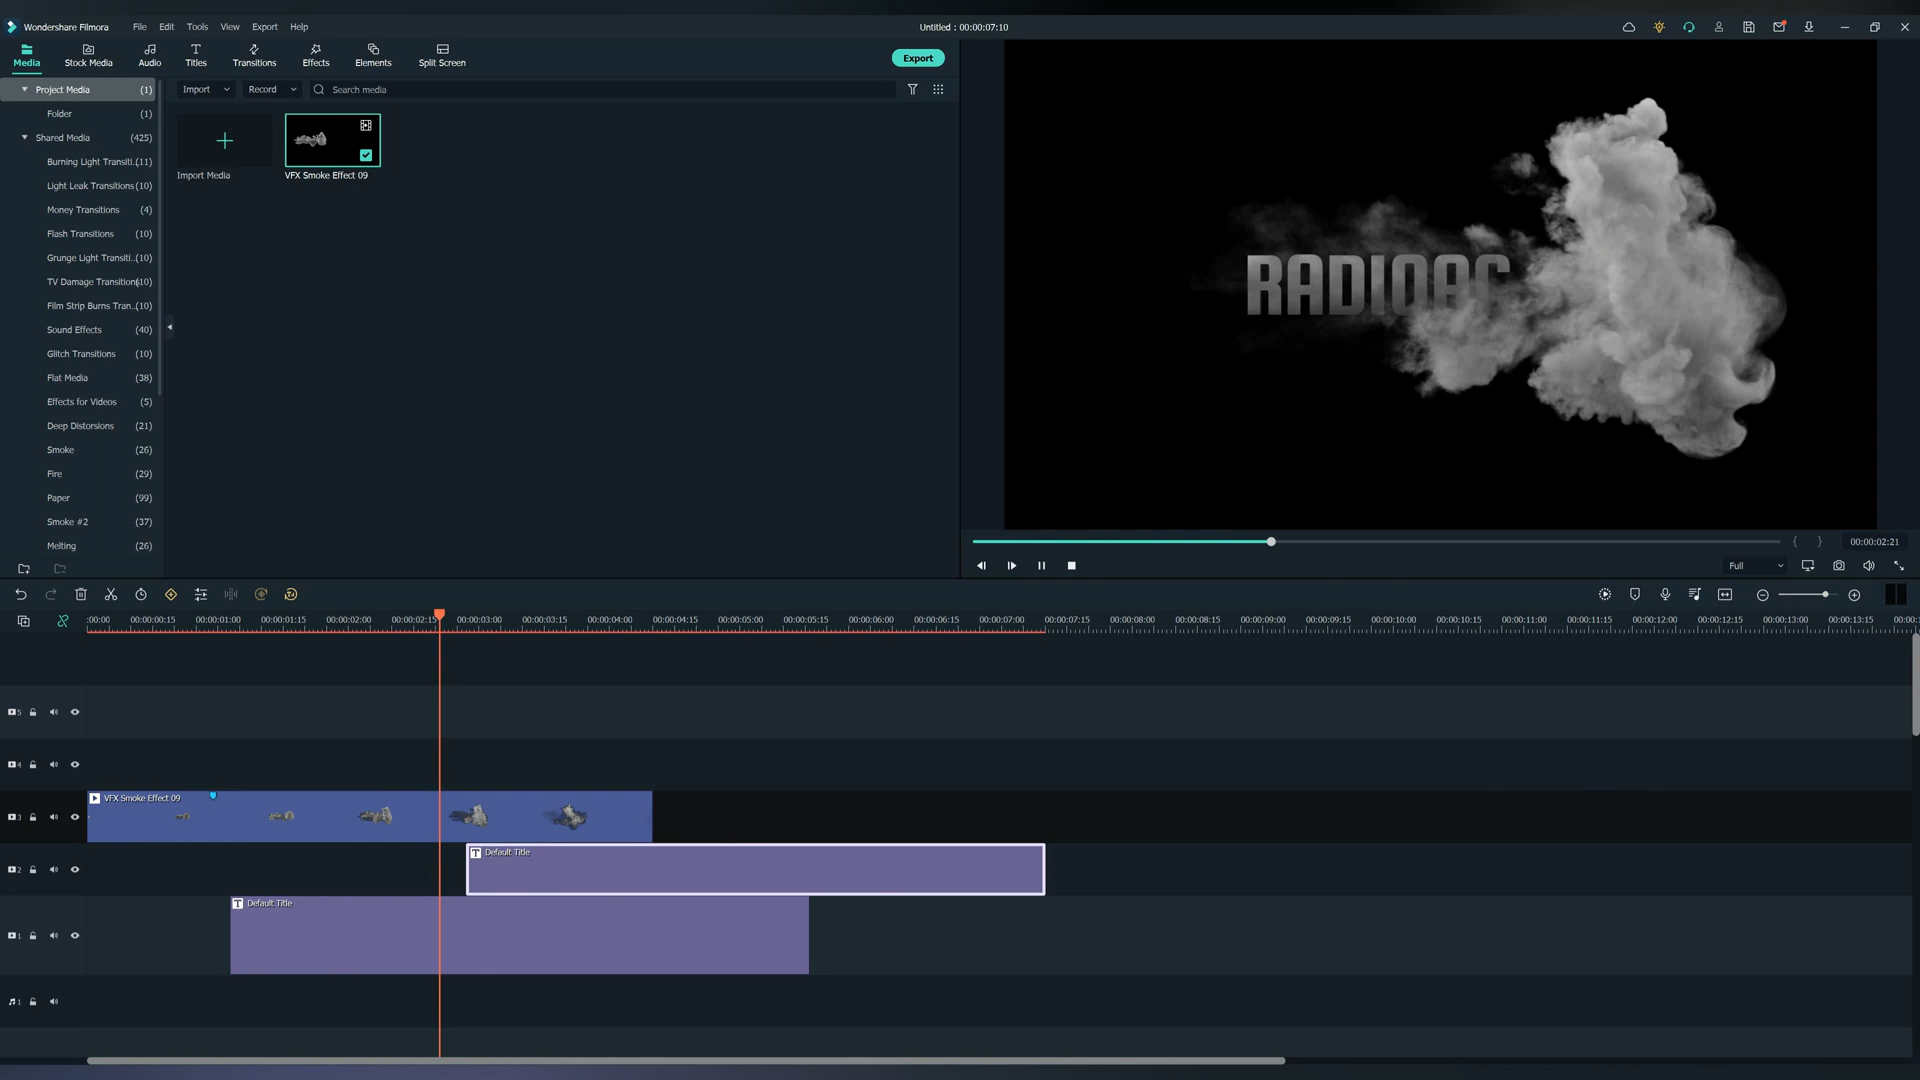 Wondershare Filmora
File
Edit
Tools
View
Export
Help
Untitled : 00:00:07:10
Media
Stock Media
Audio
Titles
Transitions
Effects
Elements
Split Screen
Export
Project Media (1)
Folder (1)
Shared Media (425)
Burning Light Transiti..(11)
Light Leak Transitions (10)
Money Transitions (4)
Flash Transitions (10)
Grunge Light Transiti..(10)
TV Damage Transitions(10)
Film Strip Burns Tran..(10)
Sound Effects (40)
Glitch Transitions (10)
Flat Media (38)
Effects for Videos (5)
Deep Distorsions (21)
Smoke (26)
Fire (29)
Paper (99)
Smoke #2 (37)
Melting (26)
Import
Record
Search media
Import Media
VFX Smoke Effect 09
RADIOAC
{ }
00:00:02:21
Full
:00:00 00:00:00:15 00:00:01:00 00:00:01:15 00:00:02:00 00:00:02:15 00:00:03:00 00:00:03:15 00:00:04:00 00:00:04:15 00:00:05:00 00:00:05:15 00:00:06:00 00:00:06:15 00:00:07:00 00:00:07:15 00:00:08:00 00:00:08:15 00:00:09:00 00:00:09:15 00:00:10:00 00:00:10:15 00:00:11:00 00:00:11:15 00:00:12:00 00:00:12:15 00:00:13:00 00:00:13:15 00:00:1
5
4
3
VFX Smoke Effect 09
2
T Default Title
1
T Default Title
1